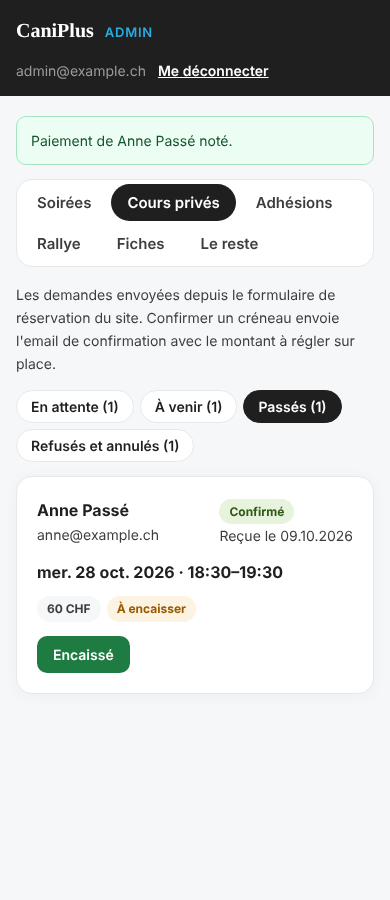 CaniPlus ADMIN
admin@example.ch Me déconnecter
Paiement de Anne Passé noté.
Soirées Cours privés Adhésions
Rallye Fiches Le reste
Les demandes envoyées depuis le formulaire de
réservation du site. Confirmer un créneau envoie
l'email de confirmation avec le montant à régler sur
place.
En attente (1) À venir (1) Passés (1)
Refusés et annulés (1)
Anne Passé Confirmé
anne@example.ch Reçue le 09.10.2026
mer. 28 oct. 2026 · 18:30–19:30
60 CHF À encaisser
Encaissé